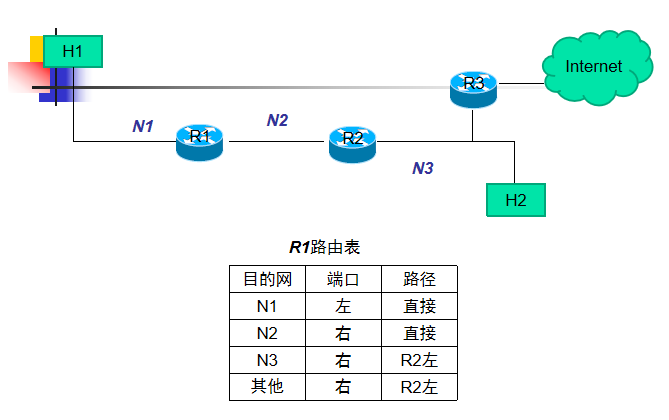 H1
Internet
R3
N1
R1
N2
R2
N3
H2
R1路由表
目的网 端口 路径
N1 左 直接
N2 右 直接
N3 右 R2左
其他 右 R2左